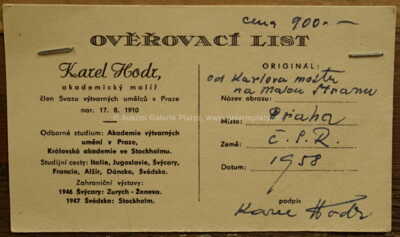 cena 900.—
OVĚŘOVACÍ LIST
Karel Hodr,
akademický malíř
člen Svazu výtvarných umělců v Praze
nar. 17. 8. 1910
Odborné studium: Akademie výtvarných
umění v Praze,
Královská akademie ve Stockholmu.
Studijní cesty: Italie, Jugoslavie, Švýcary,
Francie, Alžír, Dánsko, Švédsko.
Zahraniční výstavy:
1946 Švýcary: Zurych - Ženeva.
1947 Švédsko: Stockholm.
ORIGINÁL:
od Karlova mostu
na Malou Stranu
Název obrazu:
Místo: Praha
Země: Č.S.R.
Datum: 1958
podpis
Karel Hodr